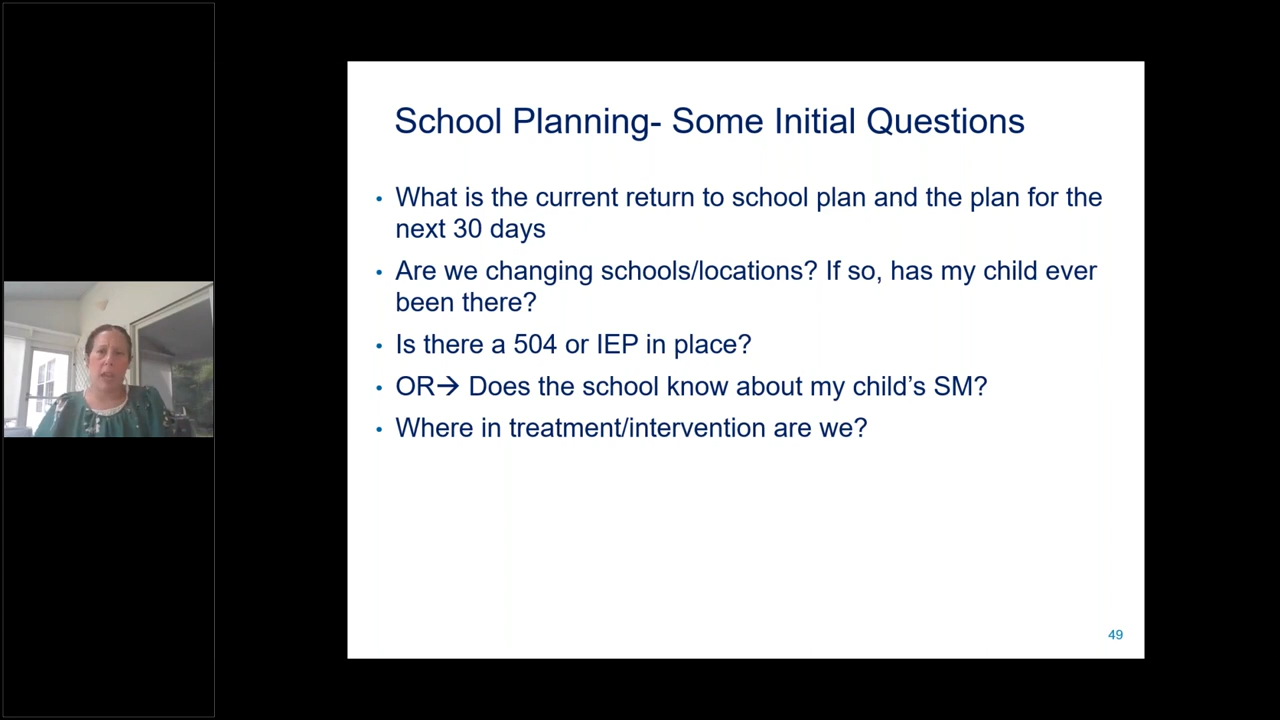 School Planning- Some Initial Questions
• What is the current return to school plan and the plan for the
next 30 days
• Are we changing schools/locations? If so, has my child ever
been there?
• Is there a 504 or IEP in place?
• OR→ Does the school know about my child’s SM?
• Where in treatment/intervention are we?
49